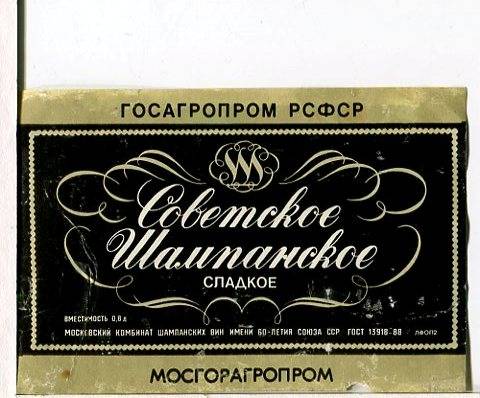 ГОСАГРОПРОМ РСФСР
Советское
Шампанское
СЛАДКОЕ
ВМЕСТИМОСТЬ 0,8 л
МОСКОВСКИЙ КОМБИНАТ ШАМПАНСКИХ ВИН ИМЕНИ 60-ЛЕТИЯ СОЮЗА ССР ГОСТ 13918-88 ЛФОП2
МОСГОРАГРОПРОМ